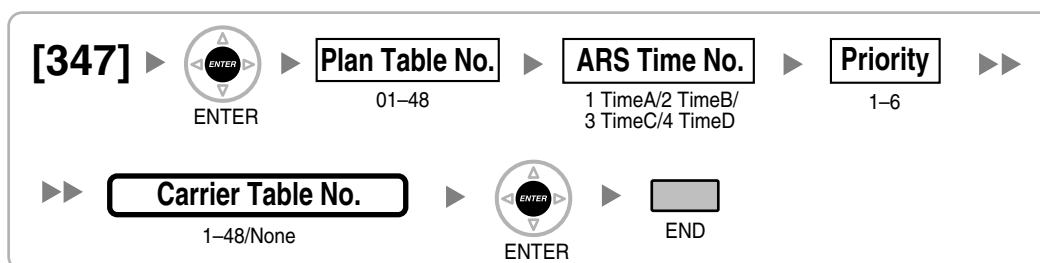 [347]
ENTER
ENTER
Plan Table No.
01–48
ARS Time No.
1 TimeA/2 TimeB/
3 TimeC/4 TimeD
Priority
1–6
Carrier Table No.
1–48/None
ENTER
ENTER
END